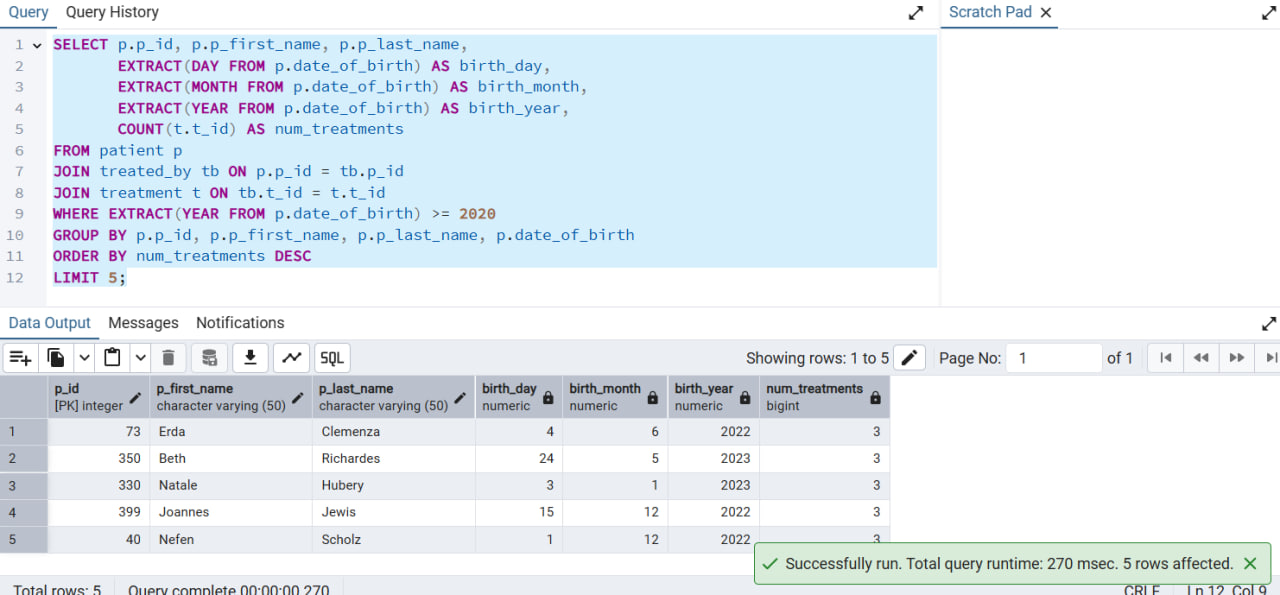 Query Query History Scratch Pad
1 SELECT p.p_id, p.p_first_name, p.p_last_name,
2 EXTRACT(DAY FROM p.date_of_birth) AS birth_day,
3 EXTRACT(MONTH FROM p.date_of_birth) AS birth_month,
4 EXTRACT(YEAR FROM p.date_of_birth) AS birth_year,
5 COUNT(t.t_id) AS num_treatments
6 FROM patient p
7 JOIN treated_by tb ON p.p_id = tb.p_id
8 JOIN treatment t ON tb.t_id = t.t_id
9 WHERE EXTRACT(YEAR FROM p.date_of_birth) >= 2020
10 GROUP BY p.p_id, p.p_first_name, p.p_last_name, p.date_of_birth
11 ORDER BY num_treatments DESC
12 LIMIT 5;
Data Output Messages Notifications
SQL Showing rows: 1 to 5 Page No: 1 of 1
p_id p_first_name p_last_name birth_day birth_month birth_year num_treatments
[PK] integer character varying (50) character varying (50) numeric numeric numeric bigint
1 73 Erda Clemenza 4 6 2022 3
2 350 Beth Richardes 24 5 2023 3
3 330 Natale Hubery 3 1 2023 3
4 399 Joannes Jewis 15 12 2022 3
5 40 Nefen Scholz 1 12 2022 3
Successfully run. Total query runtime: 270 msec. 5 rows affected.
Total rows: 5 Query complete 00:00:00.270 CRLF Ln 12, Col 9